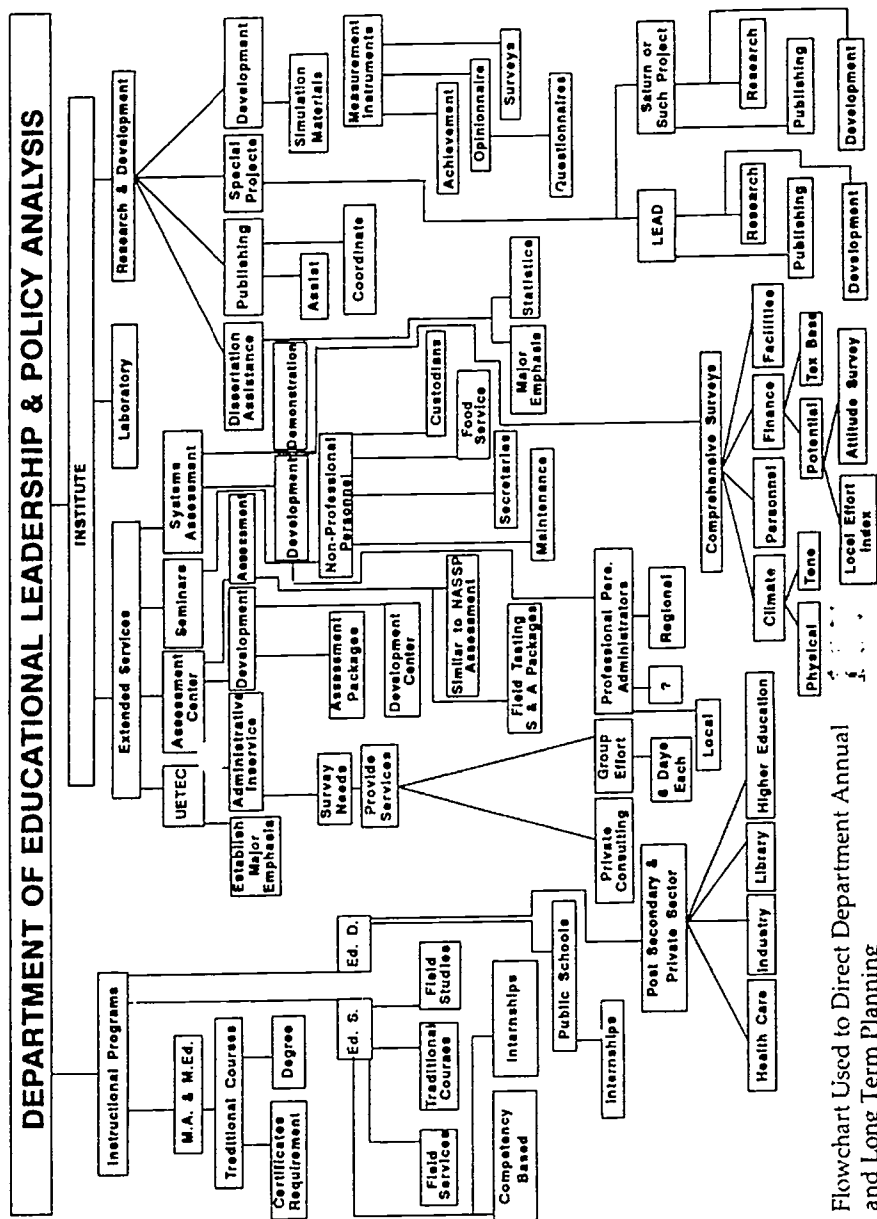 DEPARTMENT OF EDUCATIONAL LEADERSHIP & POLICY ANALYSIS
INSTITUTE
Instructional Programs
Extended Services
Laboratory
Research & Development
M.A. & M.Ed.
Traditional Courses
Certificates
Requirement
Degree
Ed. S.
Ed. D.
Field
Services
Traditional
Courses
Field
Studies
Competency
Based
Internships
Public Schools
Internships
Post Secondary &
Private Sector
Health Care
Industry
Library
Higher Education
UETEC
Assessment
Center
Seminars
Systems
Assessment
Establish
Major
Emphasis
Administrative
Inservice
Development
Assessment
Survey
Needs
Provide
Services
Private
Consulting
Group
Effort
Days
Each
Assessment
Packages
Development
Center
Similar to NASSP
Assessment
Field Testing
S & A Packages
Development
Demonstration
Non-Professional
Personnel
Custodians
Food
Service
Secretaries
Maintenance
Professional Pers.
Administrators
Local
?
Regional
Comprehensive Surveys
Climate
Personnel
Finance
Facilities
Physical
Tone
Potential
Tax Base
Local Effort
Index
Attitude Survey
Dissertation
Assistance
Publishing
Special
Projects
Development
Major
Emphasis
Statistics
Assist
Coordinate
Simulation
Materials
Measurement
Instruments
Achievement
Opinionnaire
Surveys
Questionnaires
LEAD
Research
Publishing
Development
Saturn or
Such Project
Research
Publishing
Development
Flowchart Used to Direct Department Annual
and Long Term Planning